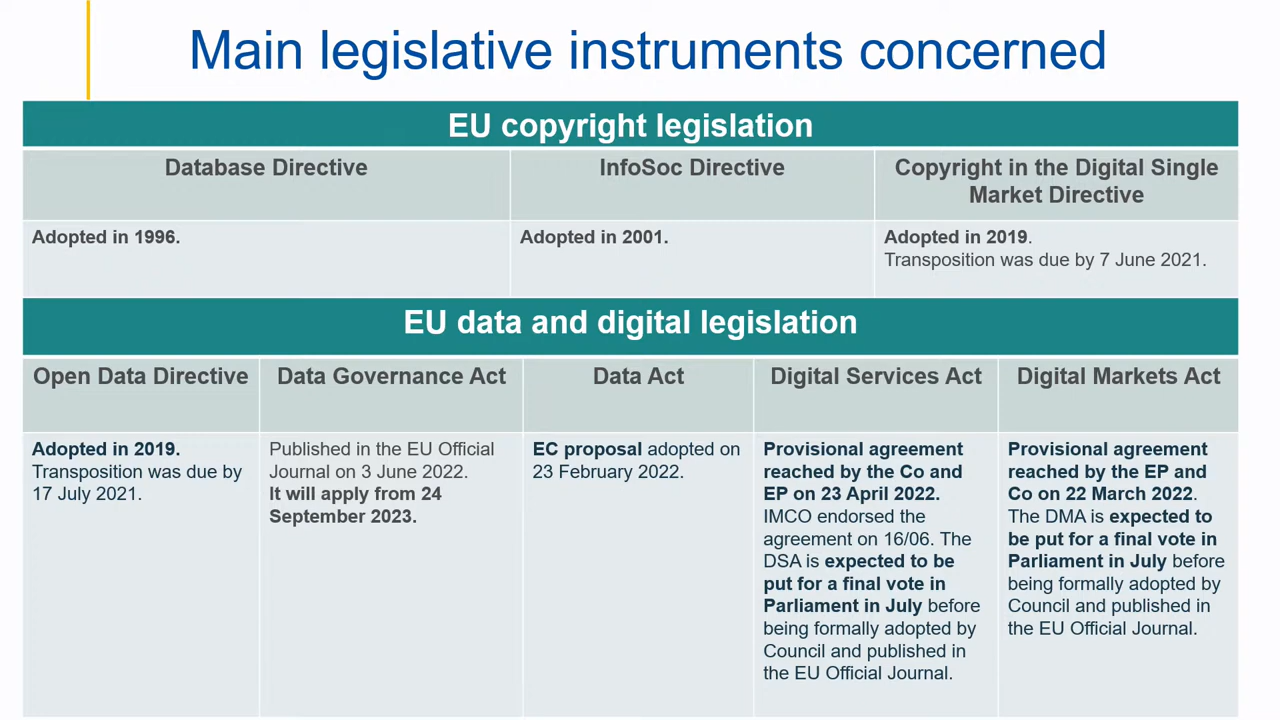 Main legislative instruments concerned
EU copyright legislation
Database Directive
InfoSoc Directive
Copyright in the Digital Single
Market Directive
Adopted in 1996.
Adopted in 2001.
Adopted in 2019.
Transposition was due by 7 June 2021.
EU data and digital legislation
Open Data Directive
Data Governance Act
Data Act
Digital Services Act
Digital Markets Act
Adopted in 2019.
Transposition was due by
17 July 2021.
Published in the EU Official
Journal on 3 June 2022.
It will apply from 24
September 2023.
EC proposal adopted on
23 February 2022.
Provisional agreement
reached by the Co and
EP on 23 April 2022.
IMCO endorsed the
agreement on 16/06. The
DSA is expected to be
put for a final vote in
Parliament in July before
being formally adopted by
Council and published in
the EU Official Journal.
Provisional agreement
reached by the EP and
Co on 22 March 2022.
The DMA is expected to
be put for a final vote in
Parliament in July before
being formally adopted by
Council and published in
the EU Official Journal.